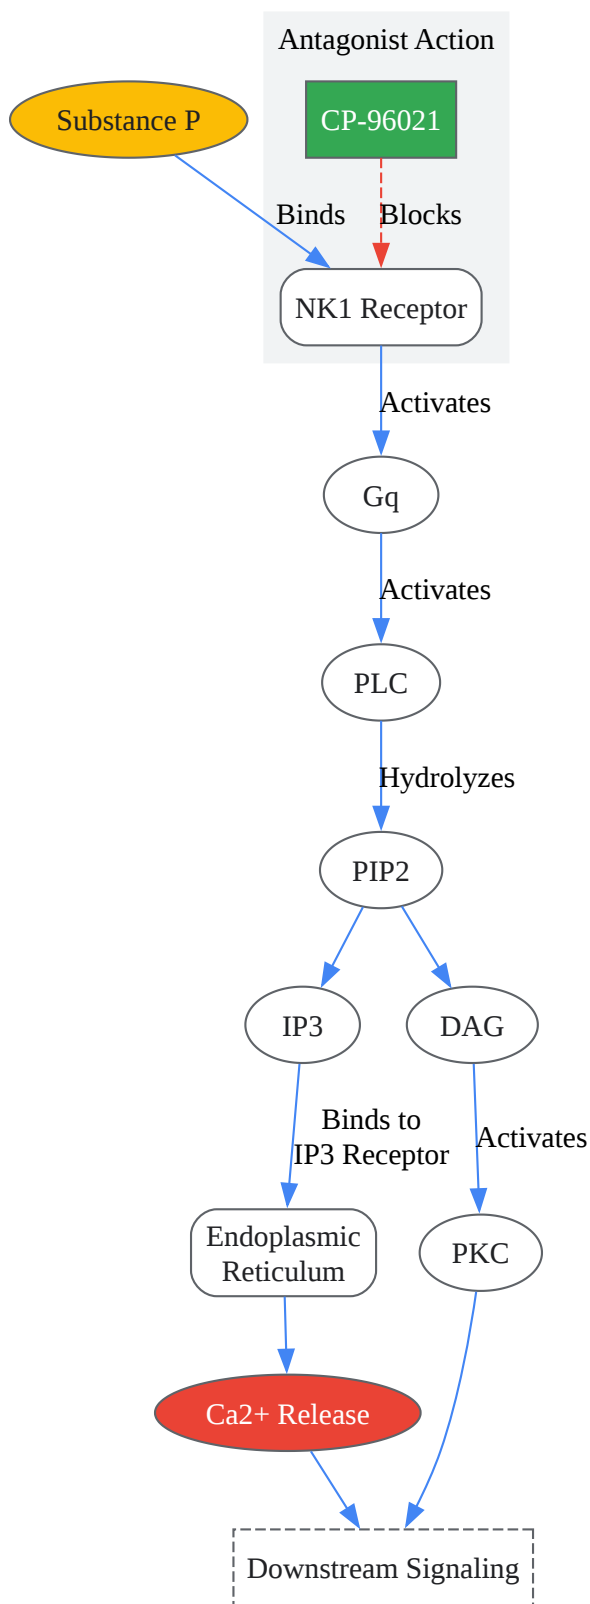 Antagonist Action
Substance P
CP-96021
Binds
Blocks
NK1 Receptor
Activates
Gq
Activates
PLC
Hydrolyzes
PIP2
IP3
DAG
Binds to
IP3 Receptor
Activates
Endoplasmic
Reticulum
PKC
Ca2+ Release
Downstream Signaling